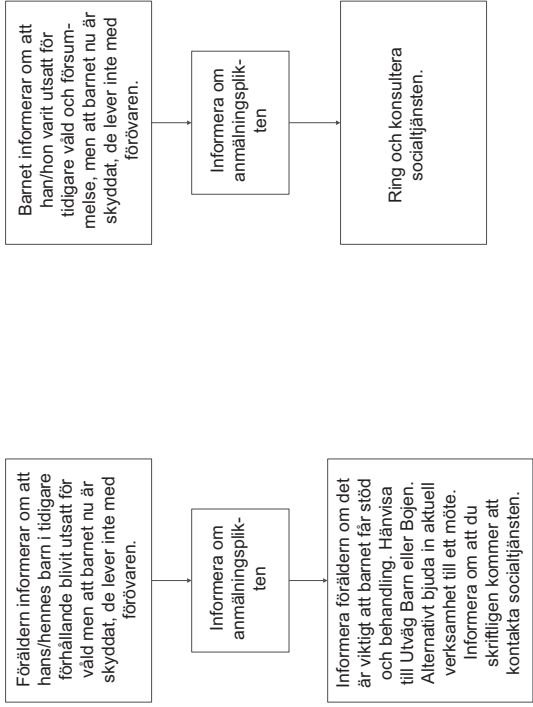 Föräldern informerar om att
hans/hennes barn i tidigare
förhållande blivit utsatt för
våld men att barnet nu är
skyddat, de lever inte med
förövaren.
Informera om
anmälningsplik-
ten
Informera föräldern om det
är viktigt att barnet får stöd
och behandling. Hänvisa
till Utväg Barn eller Bojen.
Alternativt bjuda in aktuell
verksamhet till ett möte.
Informera om att du
skriftligen kommer att
kontakta socialtjänsten.
Barnet informerar om att
han/hon varit utsatt för
tidigare våld och försum-
melse, men att barnet nu är
skyddat, de lever inte med
förövaren.
Informera om
anmälningsplik-
ten
Ring och konsultera
socialtjänsten.